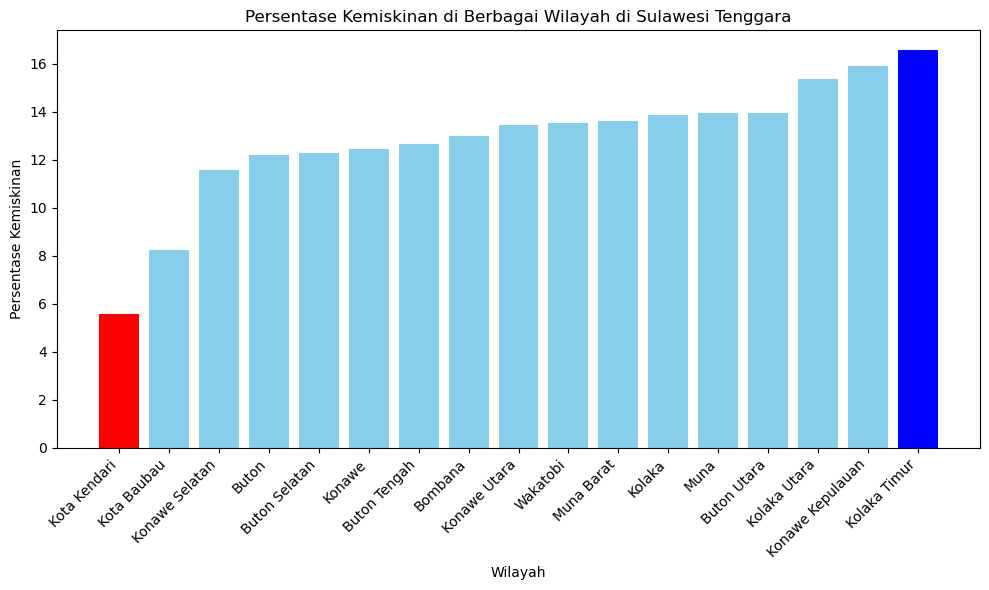 Persentase Kemiskinan di Berbagai Wilayah di Sulawesi Tenggara
Persentase Kemiskinan
16
14
12
10
8
6
4
2
0
Kota Kendari
Kota Baubau
Konawe Selatan
Buton
Buton Selatan
Konawe
Buton Tengah
Bombana
Konawe Utara
Wakatobi
Muna Barat
Kolaka
Muna
Buton Utara
Kolaka Utara
Konawe Kepulauan
Kolaka Timur
Wilayah